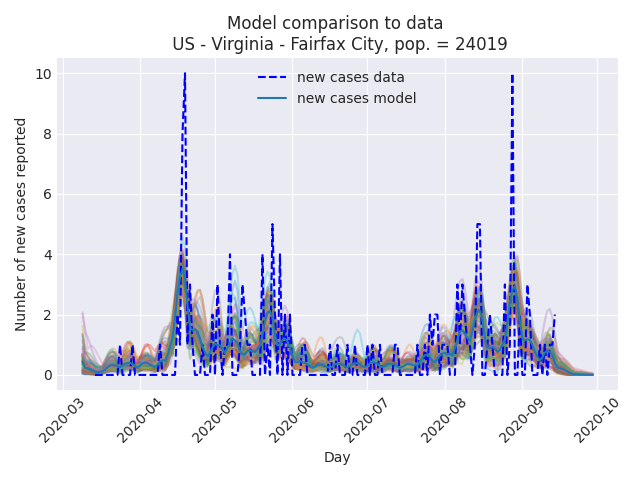 Model comparison to data
US - Virginia - Fairfax City, pop. = 24019
new cases data
new cases model
Number of new cases reported
10
8
6
4
2
0
2020-03
2020-04
2020-05
2020-06
2020-07
2020-08
2020-09
2020-10
Day